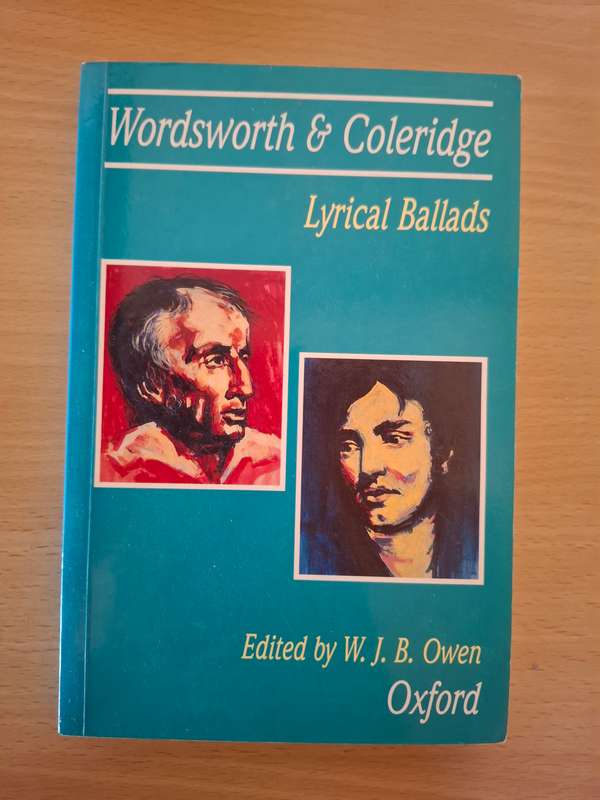 Wordsworth & Coleridge
Lyrical Ballads
Edited by W. J. B. Owen
Oxford